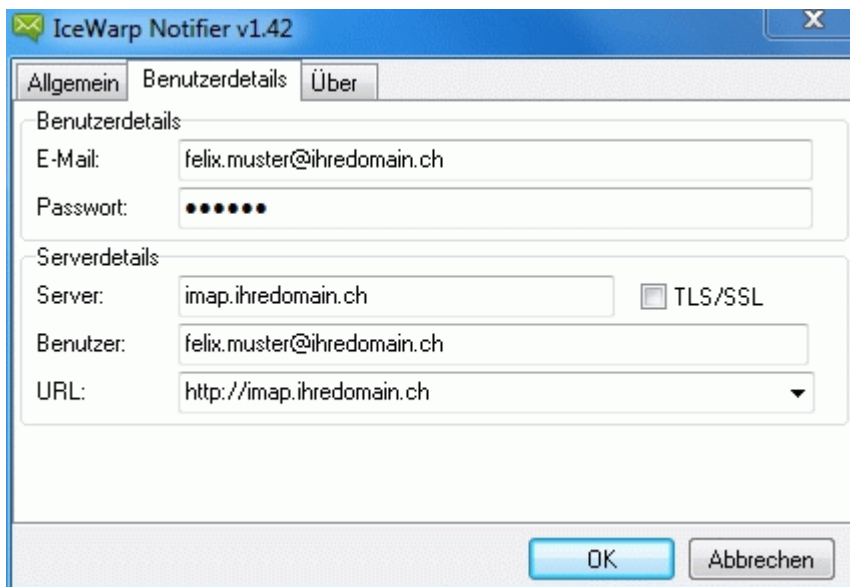 IceWarp Notifier v1.42
Allgemein Benutzerdetails Über
Benutzerdetails
E-Mail: felix.muster@ihredomain.ch
Passwort: ●●●●●●
Serverdetails
Server: imap.ihredomain.ch TLS/SSL
Benutzer: felix.muster@ihredomain.ch
URL: http://imap.ihredomain.ch
OK Abbrechen